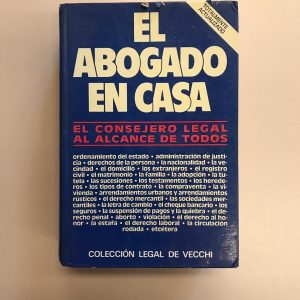 TOTALMENTE
ACTUALIZADO
EL
ABOGADO
EN CASA
EL CONSEJERO LEGAL
AL ALCANCE DE TODOS
ordenamiento del estado • administración de justi-
cia • derechos de la persona • la nacionalidad • la ve-
cindad • el domicilio • los extranjeros • el registro
civil • el matrimonio • la familia • la adopción • la tu-
tela • las sucesiones • los testamentos • los herede-
ros • los tipos de contrato • la compraventa • la vi-
vienda • arrendamientos urbanos y arrendamientos
rústicos • el derecho mercantil • las sociedades mer-
cantiles • la letra de cambio • el cheque bancario • los
seguros • la suspensión de pagos y la quiebra • el de-
recho penal • aborto • violación • el derecho al ho-
nor • la estafa • el derecho laboral • la circulación
rodada • etcétera
COLECCIÓN LEGAL DE VECCHI